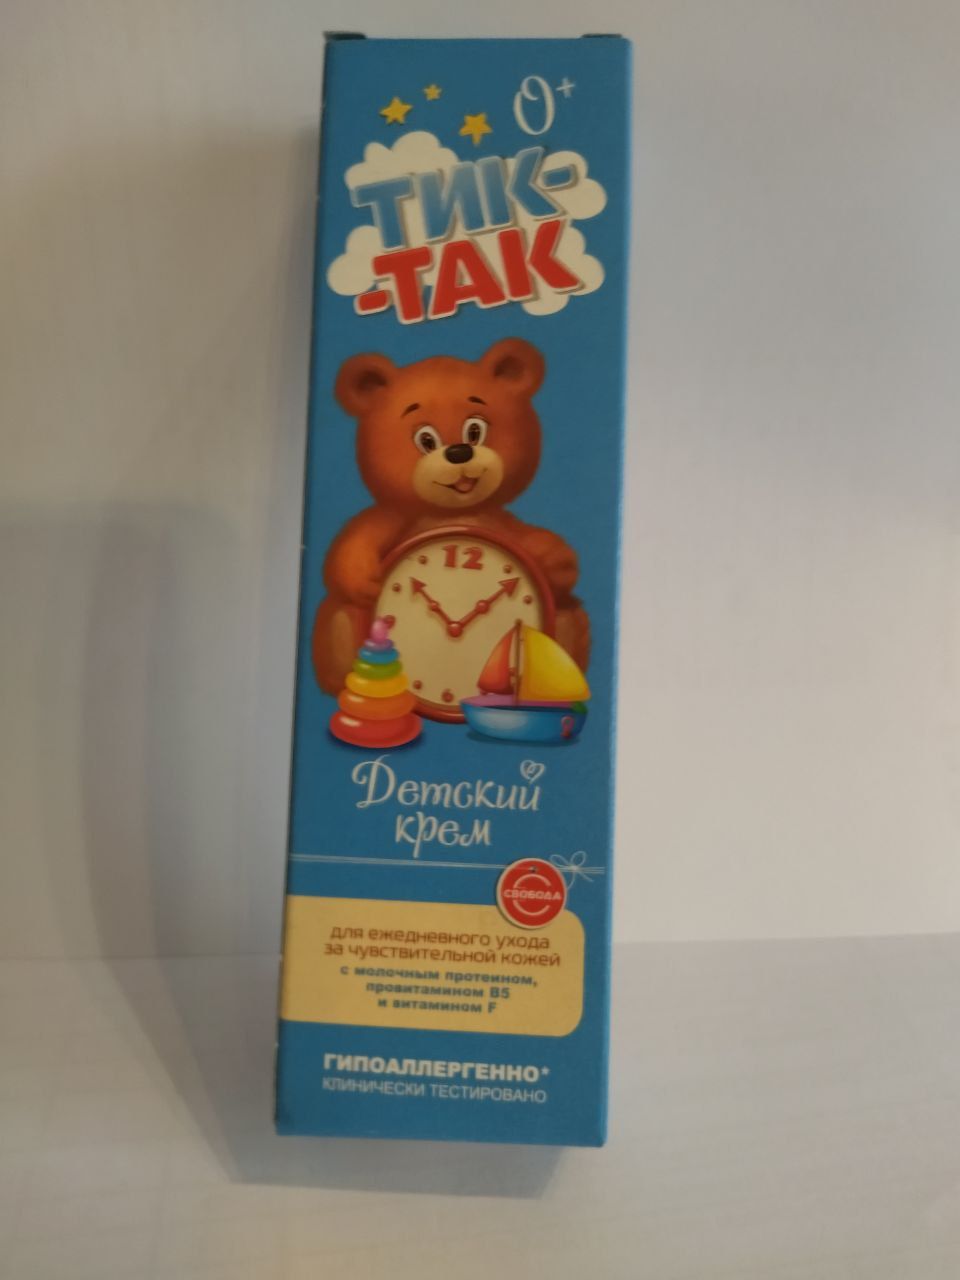 0+
ТИК-
-ТАК
12
Детский
крем
СВОБОДА
для ежедневного ухода
за чувствительной кожей
с молочным протеином,
провитамином B5
и витамином F
ГИПОАЛЛЕРГЕННО*
КЛИНИЧЕСКИ ТЕСТИРОВАНО